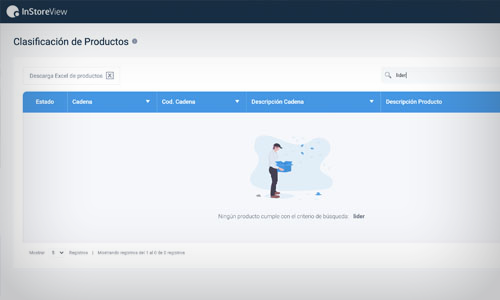 InStoreView
Clasificación de Productos
Descarga Excel de productos
lider
Estado Cadena Cod. Cadena Descripción Cadena Descripción Producto
Ningún producto cumple con el criterio de búsqueda: lider
Mostrar 5 Registros | Mostrando registros del 1 al 0 de 0 registros